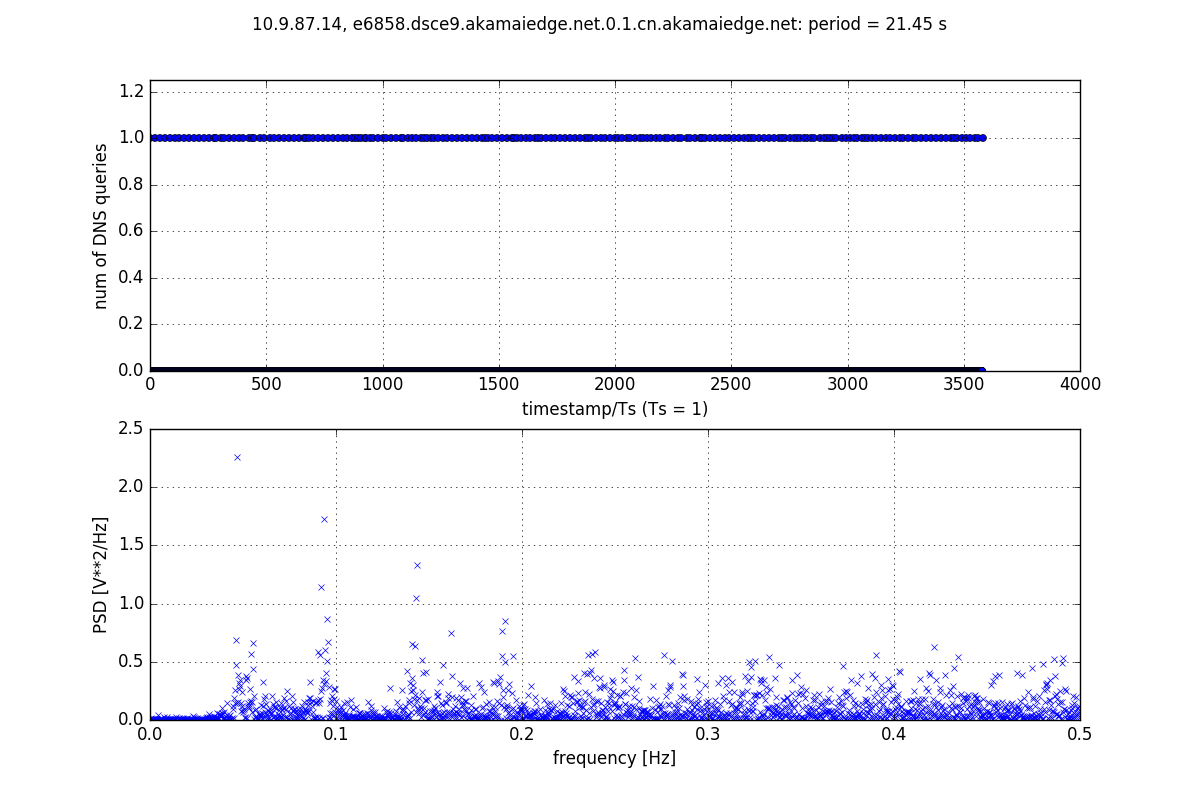 10.9.87.14, e6858.dsce9.akamaiedge.net.0.1.cn.akamaiedge.net: period = 21.45 s
num of DNS queries
1.2
1.0
0.8
0.6
0.4
0.2
0.0
0 500 1000 1500 2000 2500 3000 3500 4000
timestamp/Ts (Ts = 1)
PSD [V**2/Hz]
2.5
2.0
1.5
1.0
0.5
0.0
0.0 0.1 0.2 0.3 0.4 0.5
frequency [Hz]